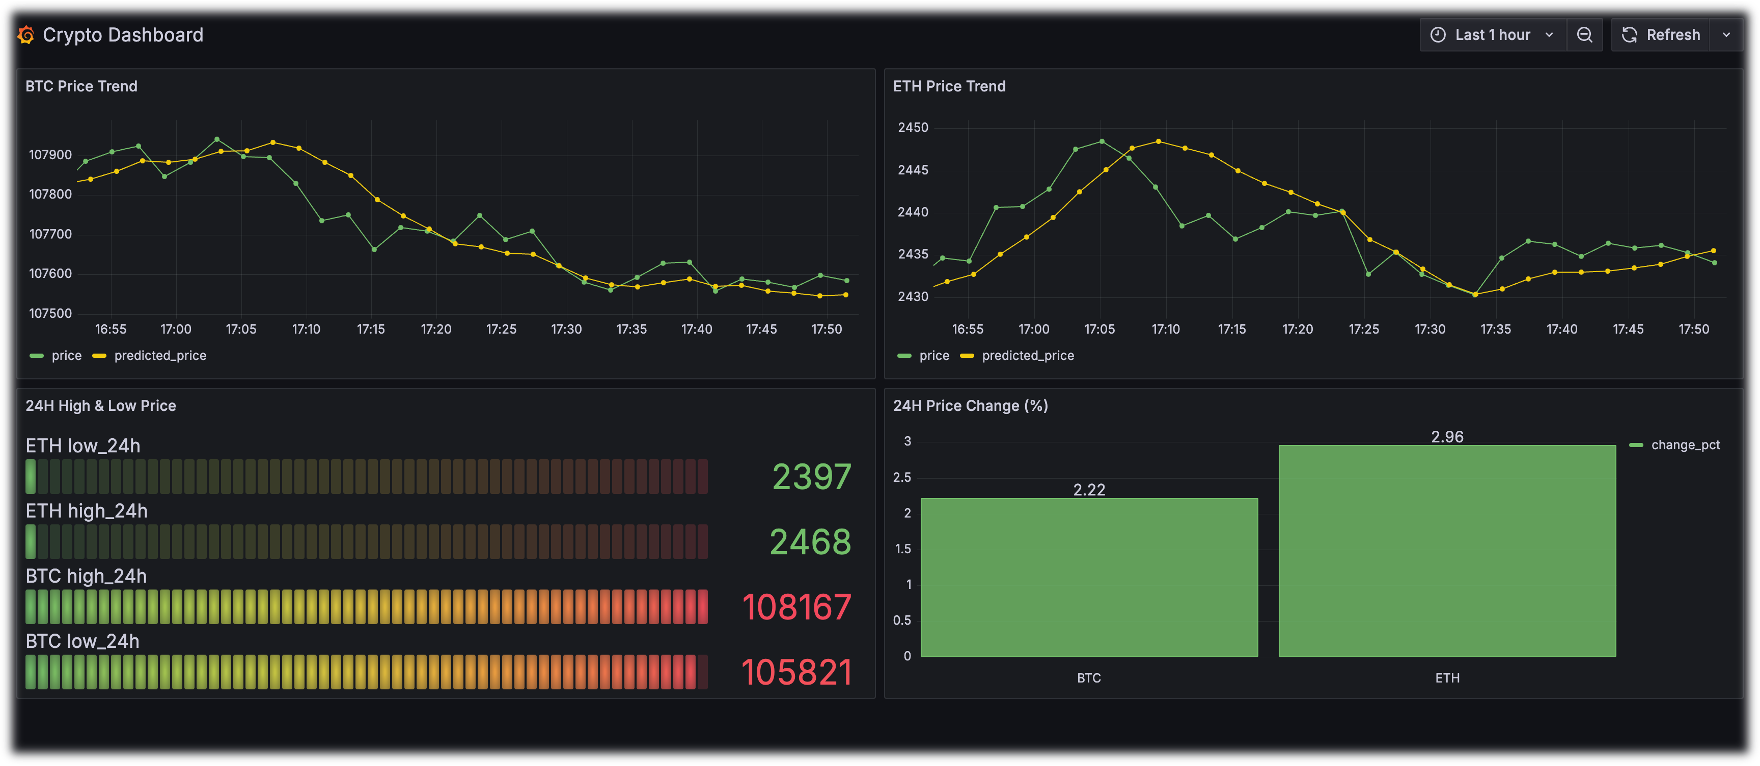 Crypto Dashboard
Last 1 hour
Refresh
BTC Price Trend
107900
107800
107700
107600
107500
16:55 17:00 17:05 17:10 17:15 17:20 17:25 17:30 17:35 17:40 17:45 17:50
price predicted_price
ETH Price Trend
2450
2445
2440
2435
2430
16:55 17:00 17:05 17:10 17:15 17:20 17:25 17:30 17:35 17:40 17:45 17:50
price predicted_price
24H High & Low Price
ETH low_24h
2397
ETH high_24h
2468
BTC high_24h
108167
BTC low_24h
105821
24H Price Change (%)
3
2.5
2
1.5
1
0.5
0
2.22
2.96
BTC ETH
change_pct